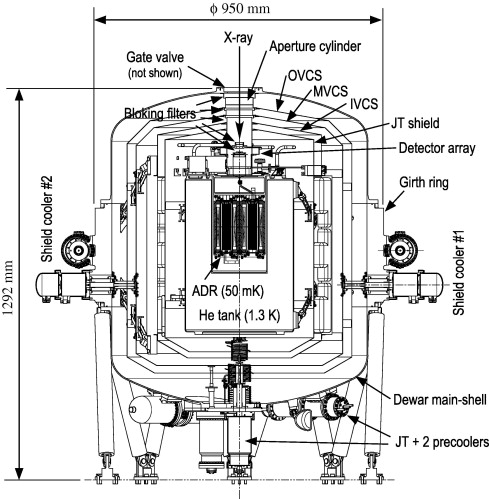 ϕ 950 mm
X-ray
Aperture cylinder
Gate valve
(not shown)
OVCS
MVCS
IVCS
Bloking filters
JT shield
Detector array
Girth ring
Shield cooler #2
Shield cooler #1
1292 mm
ADR (50 mK)
He tank (1.3 K)
Dewar main-shell
JT + 2 precoolers